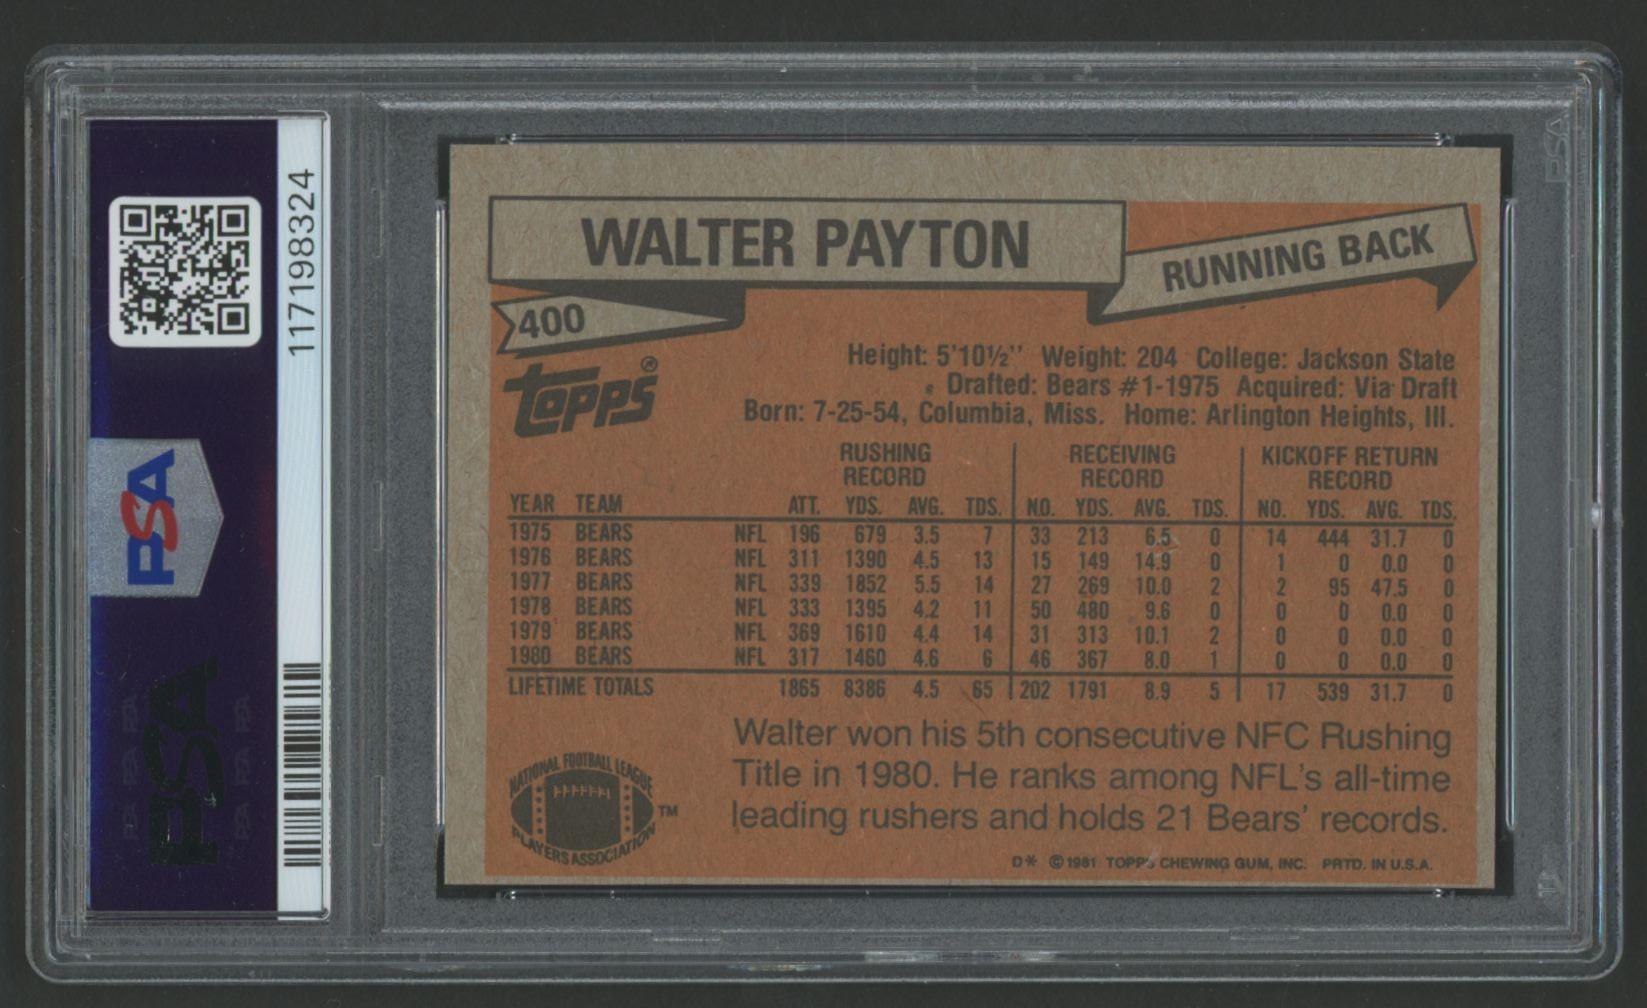 117198324
PSA
PSA
PSA
WALTER PAYTON
RUNNING BACK
400
TOPPS®
Height: 5'10½'' Weight: 204 College: Jackson State
Drafted: Bears #1-1975 Acquired: Via Draft
Born: 7-25-54, Columbia, Miss. Home: Arlington Heights, Ill.
RUSHING RECORD RECEIVING RECORD KICKOFF RETURN RECORD
YEAR TEAM ATT. YDS. AVG. TDS. NO. YDS. AVG. TDS. NO. YDS. AVG. TDS.
1975 BEARS NFL 196 679 3.5 7 33 213 6.5 0 14 444 31.7 0
1976 BEARS NFL 311 1390 4.5 13 15 149 14.9 0 1 0 0.0 0
1977 BEARS NFL 339 1852 5.5 14 27 269 10.0 2 2 95 47.5 0
1978 BEARS NFL 333 1395 4.2 11 50 480 9.6 0 0 0 0.0 0
1979 BEARS NFL 369 1610 4.4 14 31 313 10.1 2 0 0 0.0 0
1980 BEARS NFL 317 1460 4.6 6 46 367 8.0 1 0 0 0.0 0
LIFETIME TOTALS 1865 8386 4.5 65 202 1791 8.9 5 17 539 31.7 0
Walter won his 5th consecutive NFC Rushing
Title in 1980. He ranks among NFL's all-time
leading rushers and holds 21 Bears' records.
NATIONAL FOOTBALL LEAGUE
PLAYERS ASSOCIATION
TM
D* ©1981 TOPPS CHEWING GUM, INC. PRTD. IN U.S.A.